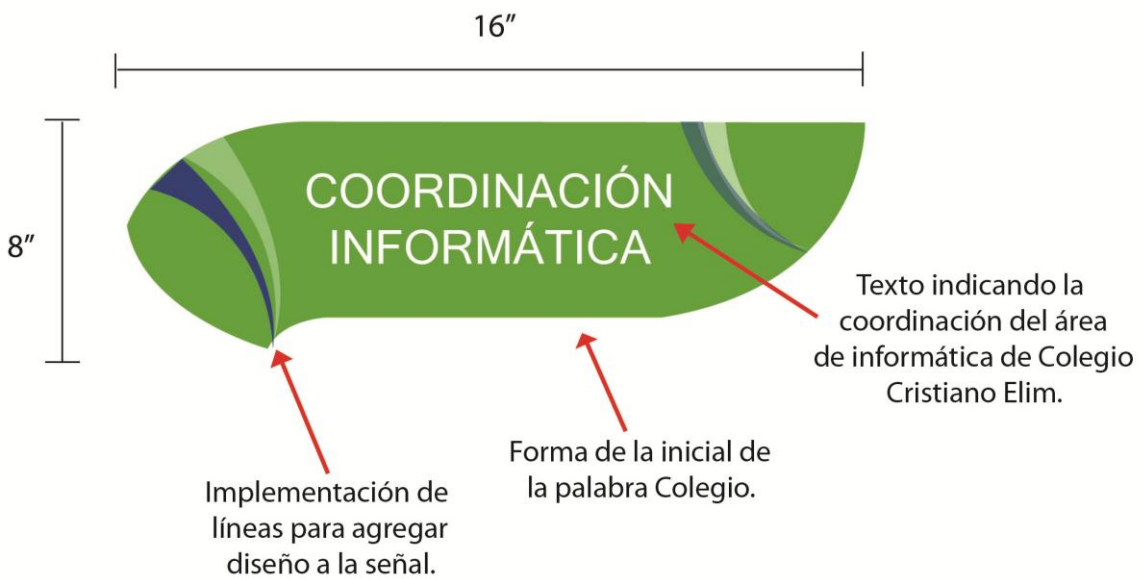 16”
8”
COORDINACIÓN
INFORMÁTICA
Texto indicando la
coordinación del área
de informática de Colegio
Cristiano Elim.
Forma de la inicial de
la palabra Colegio.
Implementación de
líneas para agregar
diseño a la señal.